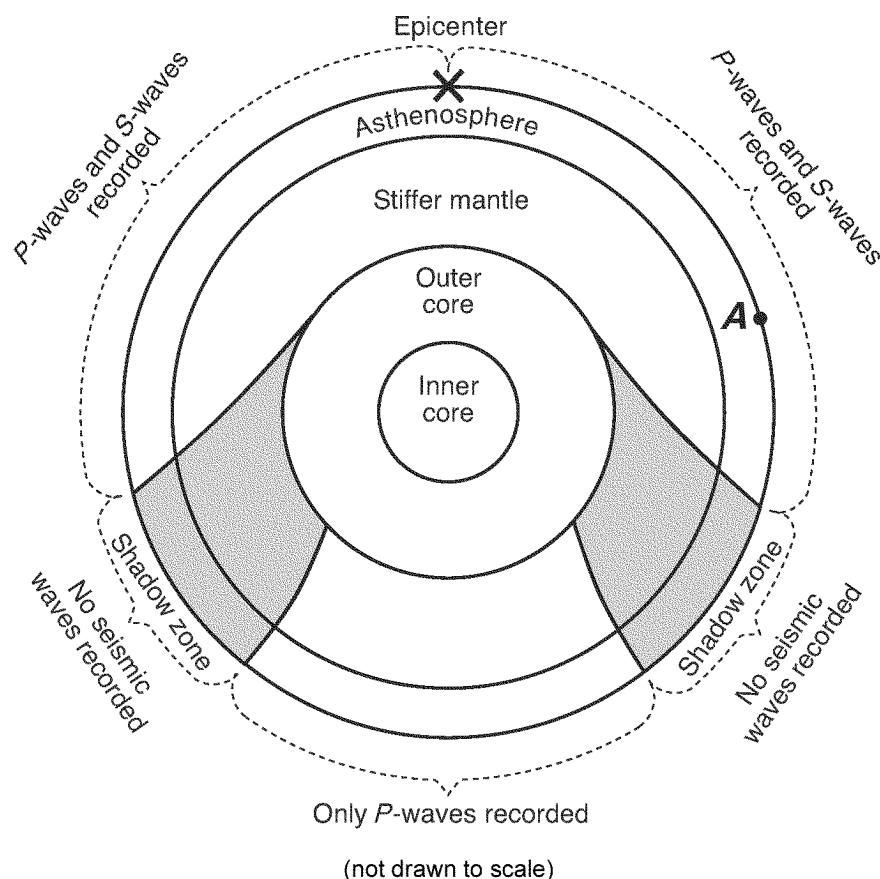 Epicenter
P-waves and S-waves
recorded
P-waves and S-waves
recorded
Asthenosphere
Stiffer mantle
Outer
core
A
Inner
core
Shadow zone
No seismic
waves recorded
Shadow zone
No seismic
waves recorded
Only P-waves recorded
(not drawn to scale)